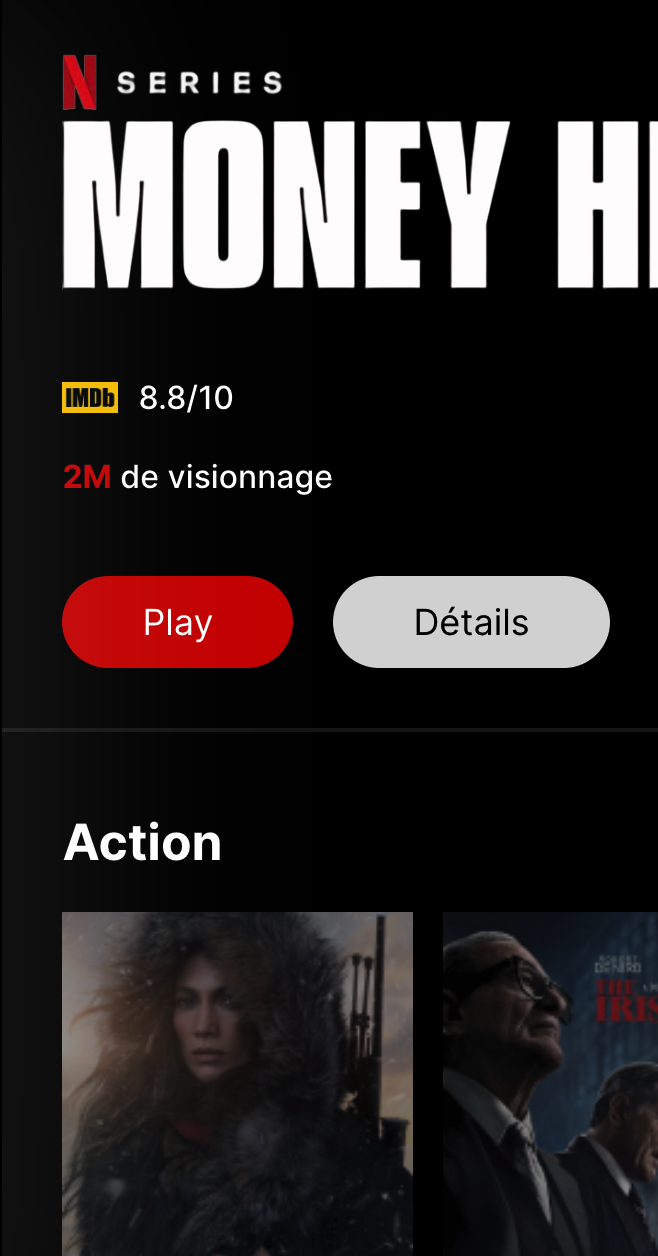 N SERIES
MONEY H
IMDb 8.8/10
2M de visionnage
Play Détails
Action
ROBERT
DE NIRO
THE
IRIS